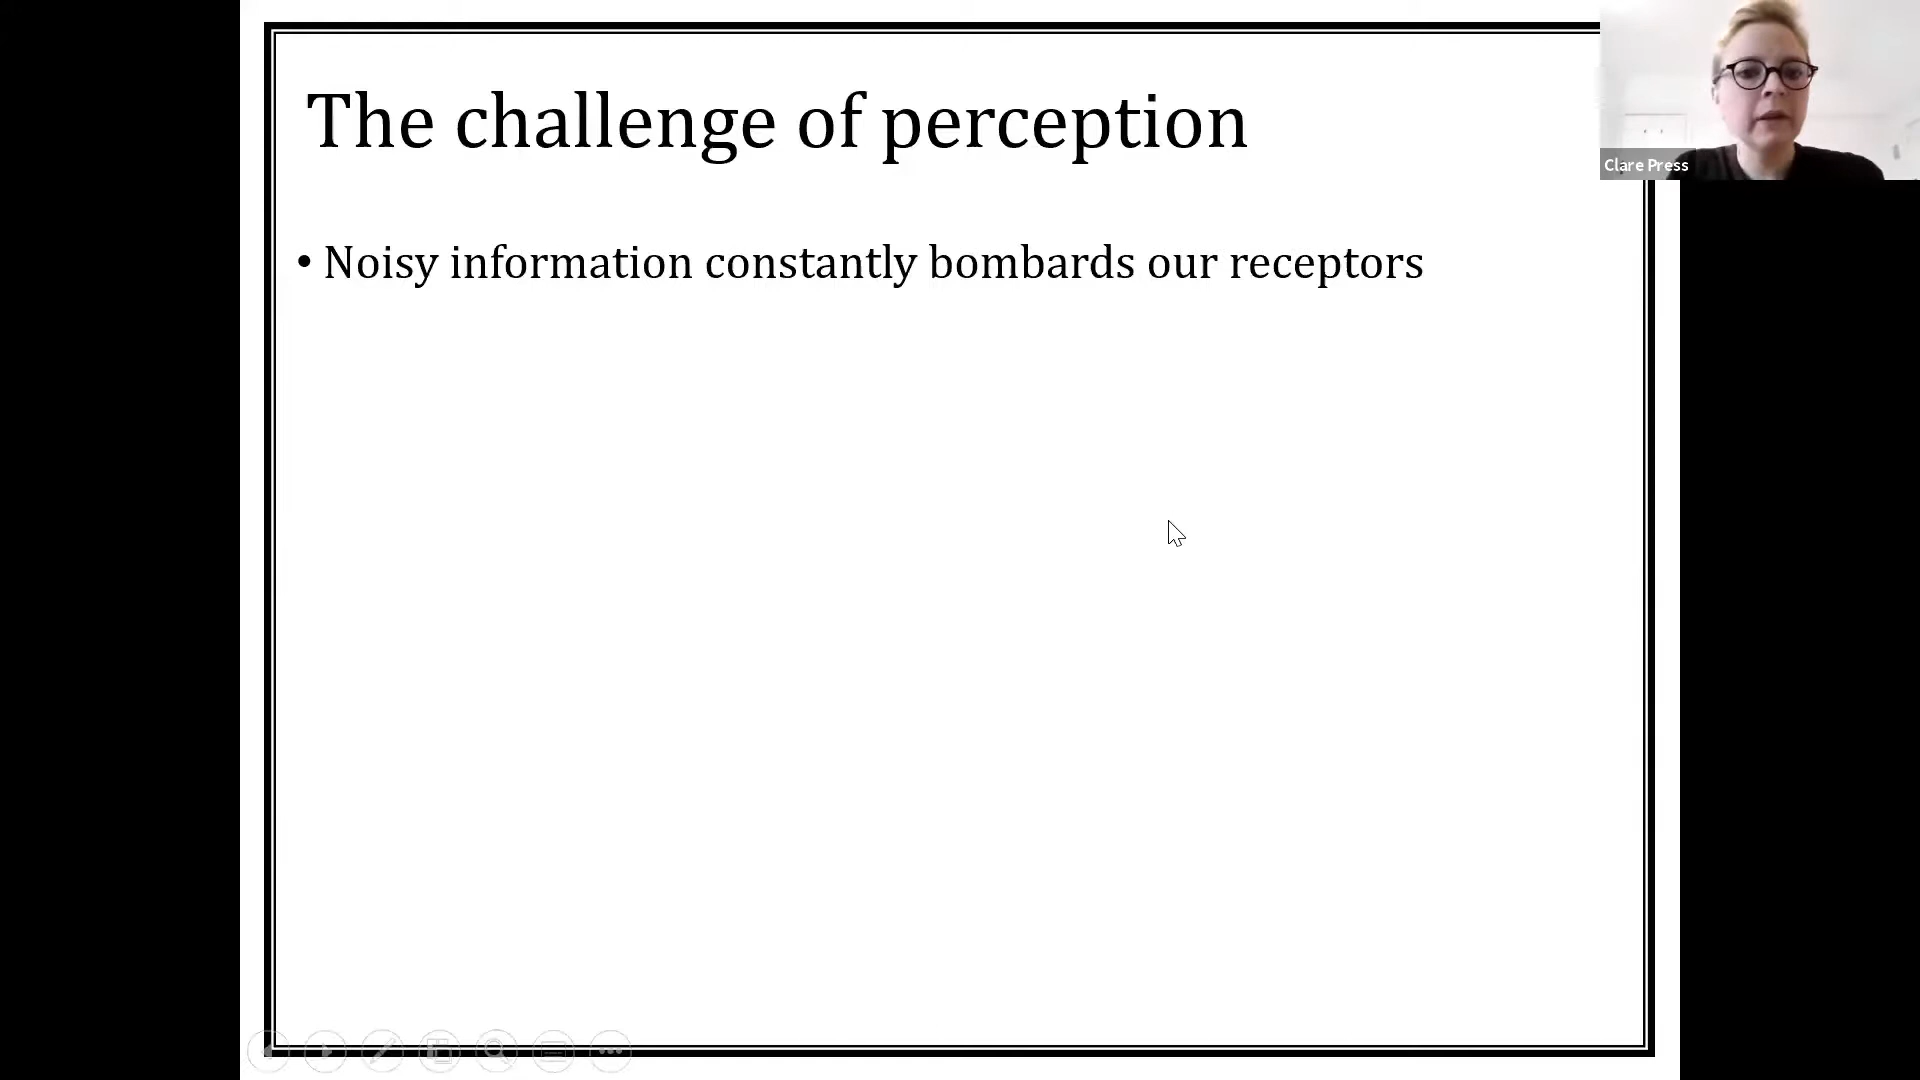 The challenge of perception
Clare Press
• Noisy information constantly bombards our receptors